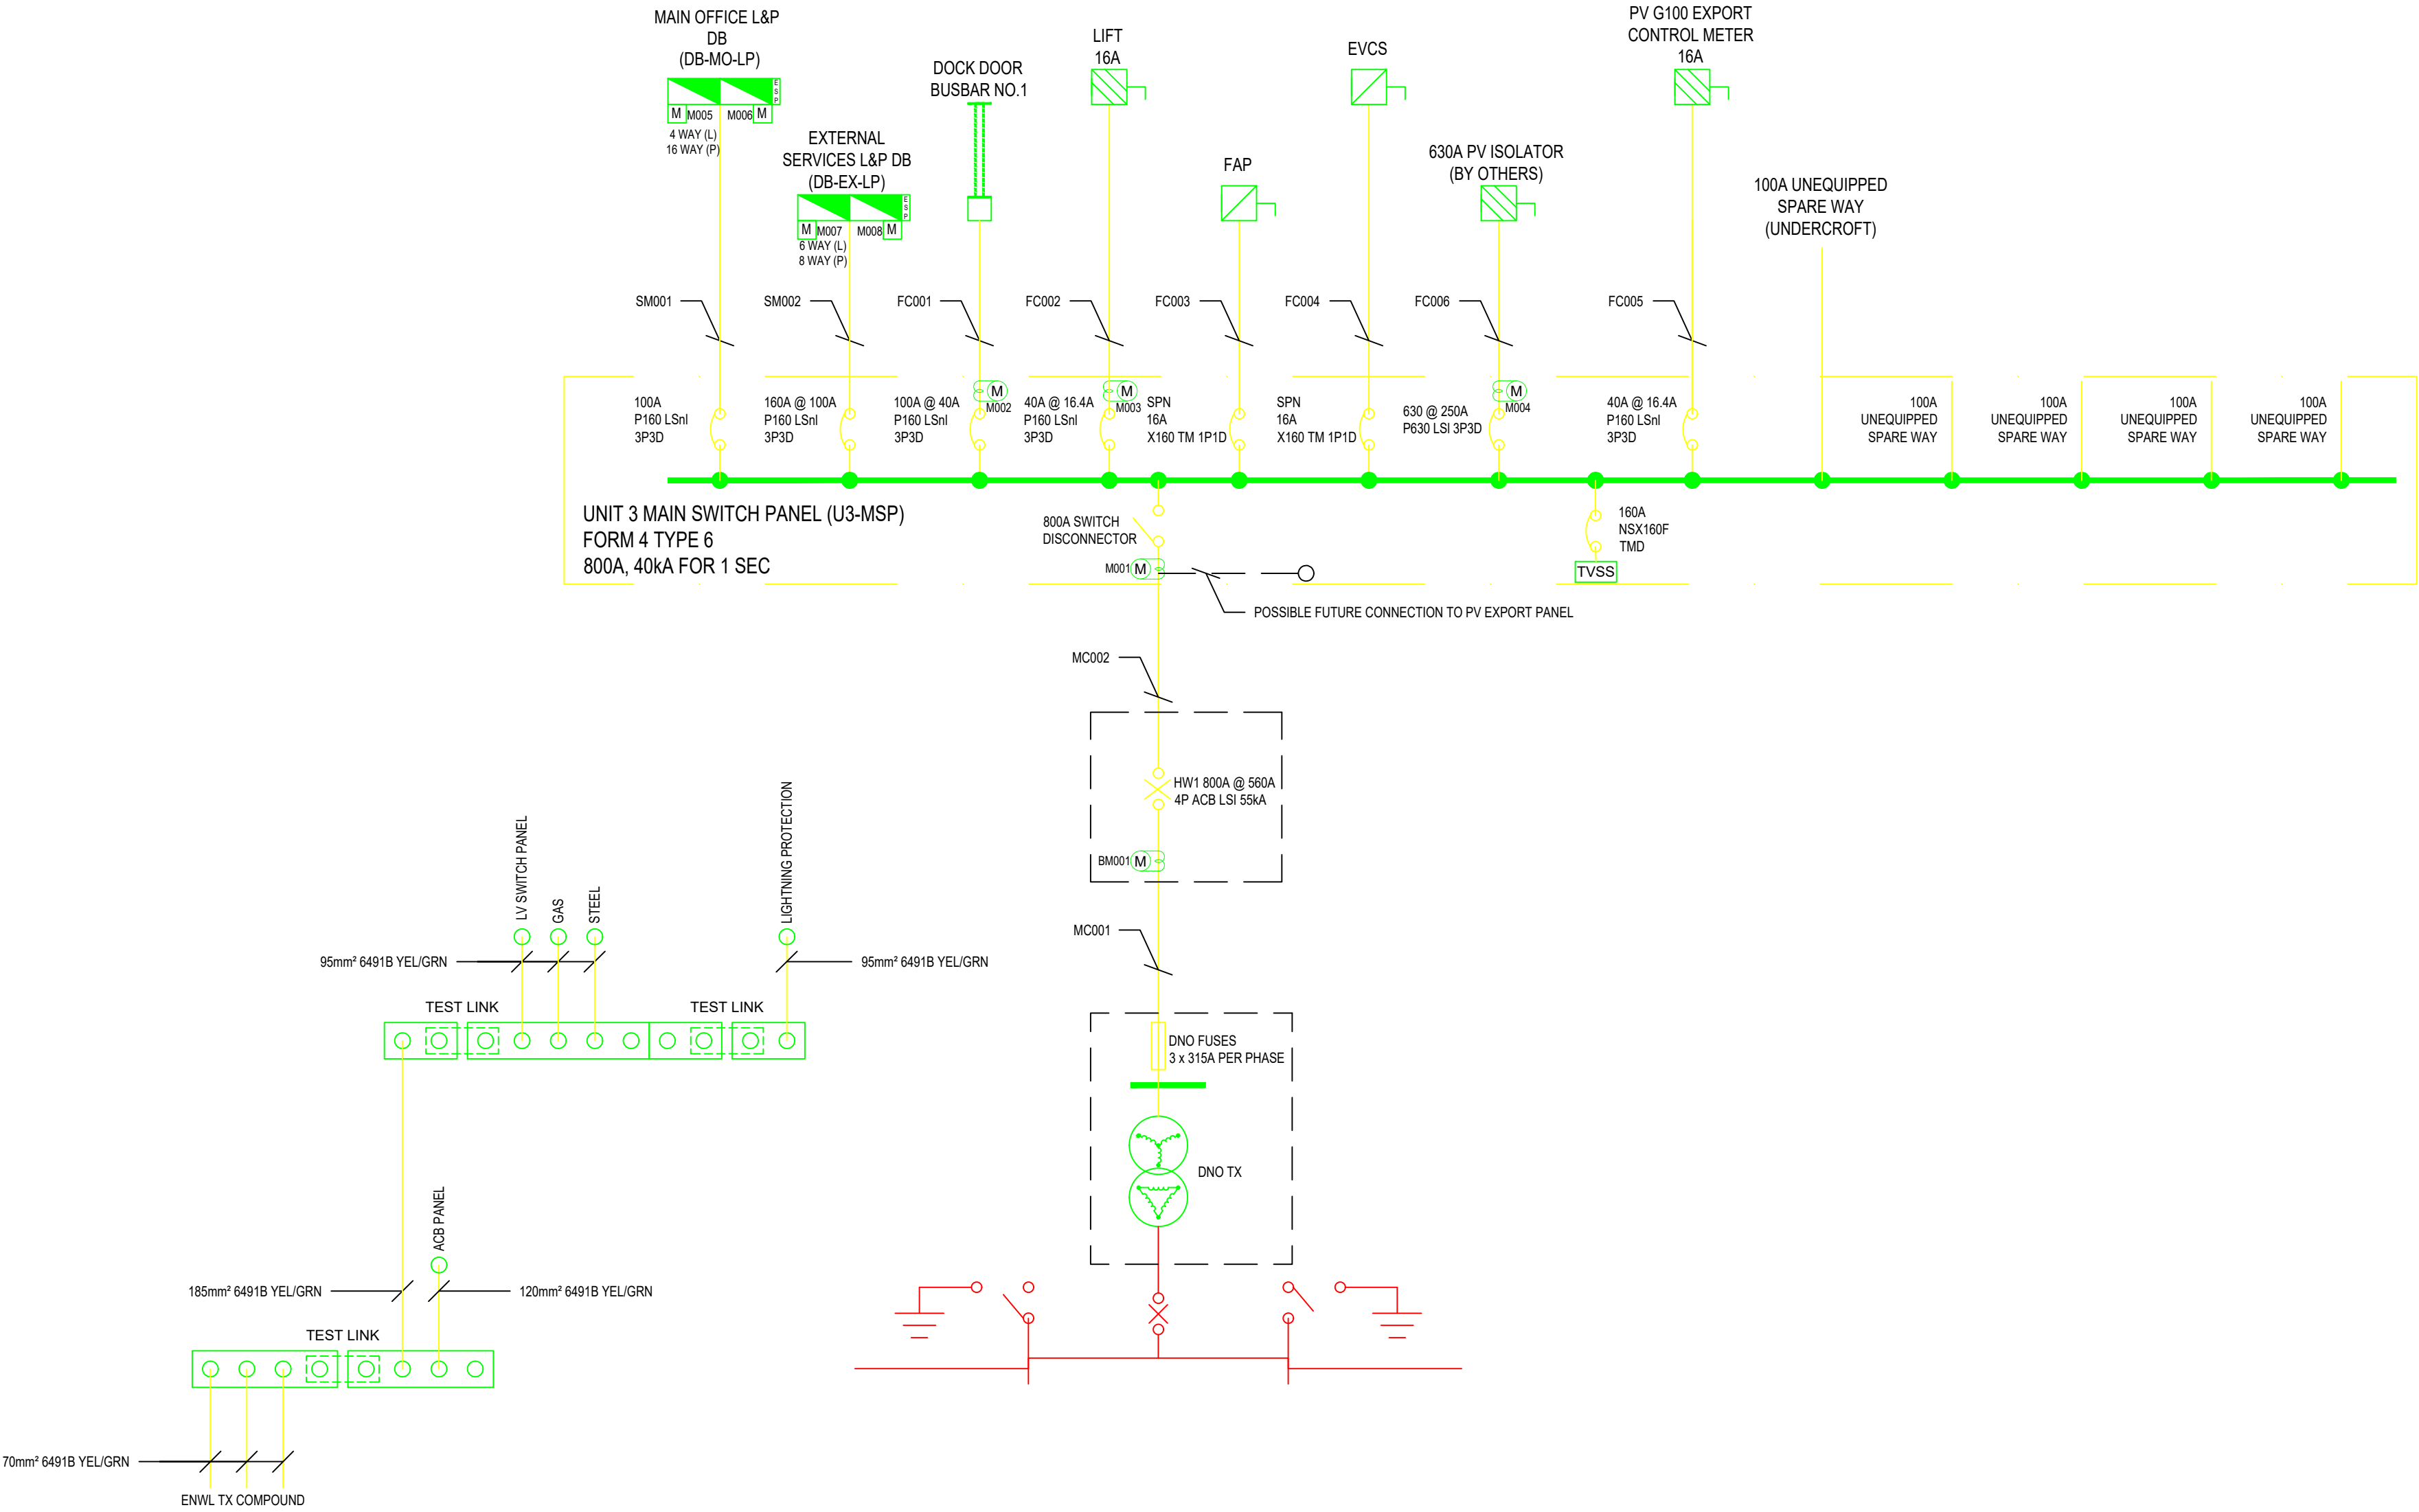 MAIN OFFICE L&P
DB
(DB-MO-LP)
E
S
P
M
M005
M006
M
4 WAY (L)
16 WAY (P)
EXTERNAL
SERVICES L&P DB
(DB-EX-LP)
E
S
P
M
M007
M008
M
6 WAY (L)
8 WAY (P)
DOCK DOOR
BUSBAR NO.1
LIFT
16A
FAP
EVCS
630A PV ISOLATOR
(BY OTHERS)
PV G100 EXPORT
CONTROL METER
16A
100A UNEQUIPPED
SPARE WAY
(UNDERCROFT)
SM001
SM002
FC001
FC002
FC003
FC004
FC006
FC005
100A
P160 LSnI
3P3D
160A @ 100A
P160 LSnI
3P3D
100A @ 40A
P160 LSnI
3P3D
M
M002
40A @ 16.4A
P160 LSnI
3P3D
M
M003
SPN
16A
X160 TM 1P1D
SPN
16A
X160 TM 1P1D
630 @ 250A
P630 LSI 3P3D
M
M004
40A @ 16.4A
P160 LSnI
3P3D
100A
UNEQUIPPED
SPARE WAY
100A
UNEQUIPPED
SPARE WAY
100A
UNEQUIPPED
SPARE WAY
100A
UNEQUIPPED
SPARE WAY
UNIT 3 MAIN SWITCH PANEL (U3-MSP)
FORM 4 TYPE 6
800A, 40kA FOR 1 SEC
800A SWITCH
DISCONNECTOR
M001
M
160A
NSX160F
TMD
TVSS
POSSIBLE FUTURE CONNECTION TO PV EXPORT PANEL
MC002
HW1 800A @ 560A
4P ACB LSI 55kA
BM001
M
MC001
DNO FUSES
3 x 315A PER PHASE
DNO TX
LV SWITCH PANEL
GAS
STEEL
LIGHTNING PROTECTION
95mm² 6491B YEL/GRN
95mm² 6491B YEL/GRN
TEST LINK
TEST LINK
ACB PANEL
185mm² 6491B YEL/GRN
120mm² 6491B YEL/GRN
TEST LINK
70mm² 6491B YEL/GRN
ENWL TX COMPOUND